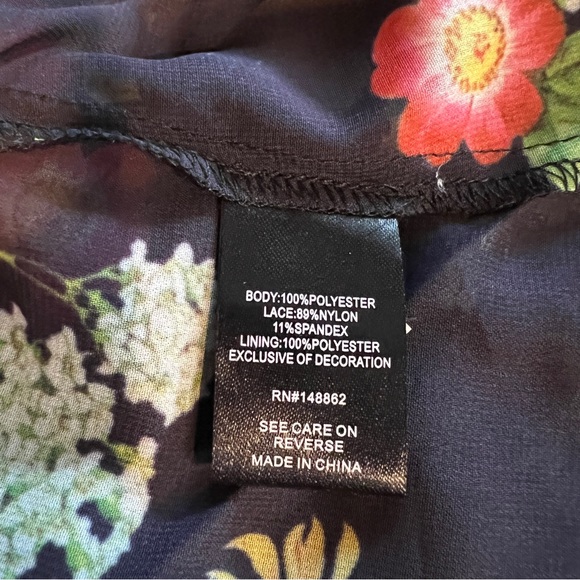 BODY:100%POLYESTER
LACE:89%NYLON
11%SPANDEX
LINING:100%POLYESTER
EXCLUSIVE OF DECORATION
RN#148862
SEE CARE ON
REVERSE
MADE IN CHINA